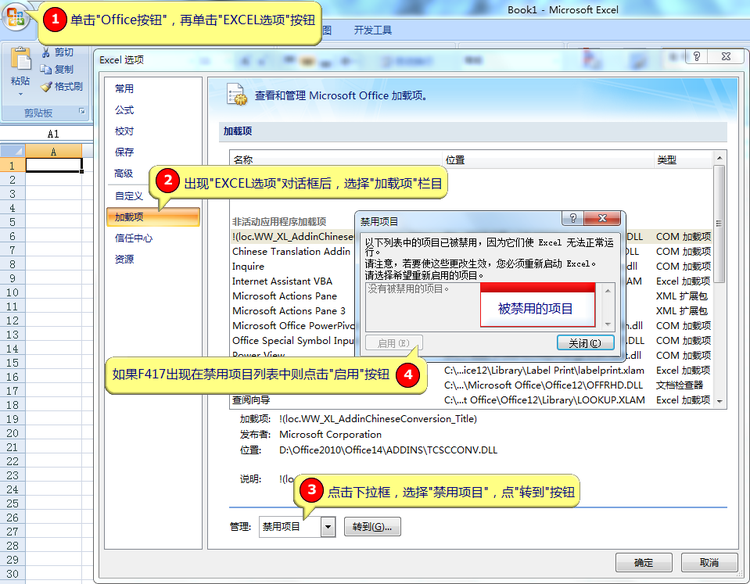 Book1 - Microsoft Excel
1 单击"Office按钮"，再单击"EXCEL选项"按钮
图 开发工具
剪切
复制
格式刷
粘贴
剪贴板
A1
Excel 选项
常用
公式
校对
保存
高级
自定义
加载项
信任中心
资源
查看和管理 Microsoft Office 加载项。
加载项
名称 位置 类型
2 出现"EXCEL选项"对话框后，选择"加载项"栏目
非活动应用程序加载项
!(loc.WW_XL_AddinChinese DLL COM 加载项
Chinese Translation Addin dll COM 加载项
Inquire dll COM 加载项
Internet Assistant VBA XLAM Excel 加载项
Microsoft Actions Pane XML 扩展包
Microsoft Actions Pane 3 XML 扩展包
Microsoft Office PowerPivo .dll COM 加载项
Office Special Symbol Inpu .dll COM 加载项
Power View .dll COM 加载项
C:\...ice12\Library\Label Print\labelprint.xlam Excel 加载项
C:\...\Microsoft Office\Office12\OFFRHD.DLL 文档检查器
查阅向导 C:\...t Office\Office12\Library\LOOKUP.XLAM Excel 加载项
禁用项目
以下列表中的项目已被禁用，因为它们使 Excel 无法正常运
行。
请注意，若要使这些更改生效，您必须重新启动 Excel。
请选择希望重新启用的项目。
没有被禁用的项目。
被禁用的项目
启用(E) 关闭(C)
如果F417出现在禁用项目列表中则点击"启用"按钮 4
加载项: !(loc.WW_XL_AddinChineseConversion_Title)
发布者: Microsoft Corporation
位置: D:\Office2010\Office14\ADDINS\TCSCCONV.DLL
说明: !(lo
3 点击下拉框，选择"禁用项目"，点"转到"按钮
管理: 禁用项目 转到(G)...
确定 取消
A
1
2
3
4
5
6
7
8
9
10
11
12
13
14
15
16
17
18
19
20
21
22
23
24
25
26
27
28
29
30